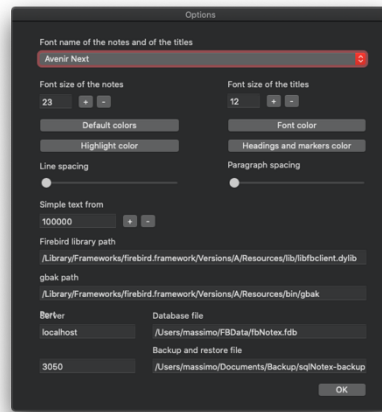 Options
Font name of the notes and of the titles
Avenir Next
Font size of the notes Font size of the titles
23 + - 12 + -
Default colors Font color
Highlight color Headings and markers color
Line spacing Paragraph spacing
Simple text from
100000 + -
Firebird library path
/Library/Frameworks/firebird.framework/Versions/A/Resources/lib/libfbclient.dylib
gbak path
/Library/Frameworks/firebird.framework/Versions/A/Resources/bin/gbak
Port
Server Database file
localhost /Users/massimo/FBData/fbNotex.fdb
Backup and restore file
3050 /Users/massimo/Documents/Backup/sqlNotex-backup
OK